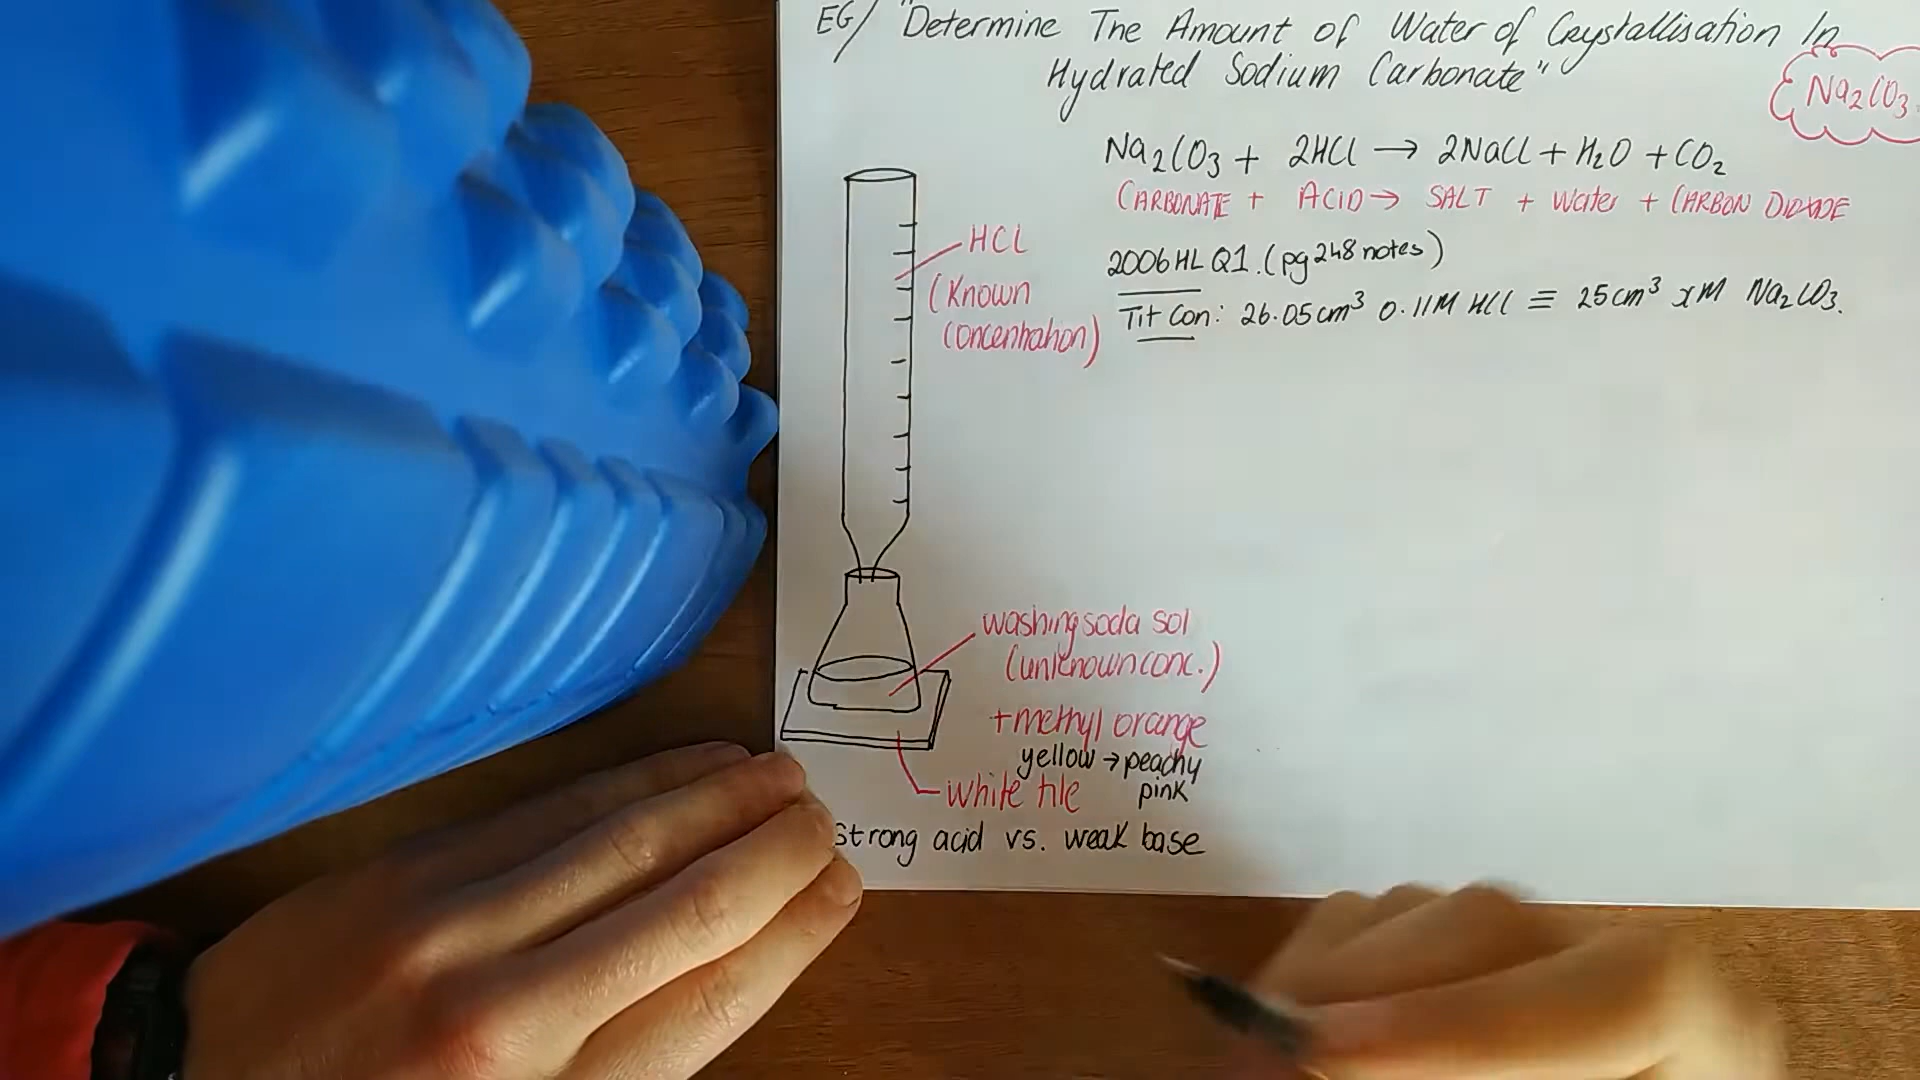 EG/ "Determine The Amount of Water of Crystallisation In
Hydrated Sodium Carbonate"
Na2CO3.
Na2CO3 + 2HCl → 2NaCl + H2O + CO2
CARBONATE + ACID → SALT + Water + CARBON DIOXIDE
2006 HL Q1. (pg 248 notes)
Tit Con: 26.05cm³ 0.11M HCl ≡ 25cm³ xM Na2CO3.
HCl
(Known
Concentration)
washing soda sol
(unknown conc.)
+ methyl orange
yellow → peachy
pink
white tile
Strong acid vs. weak base